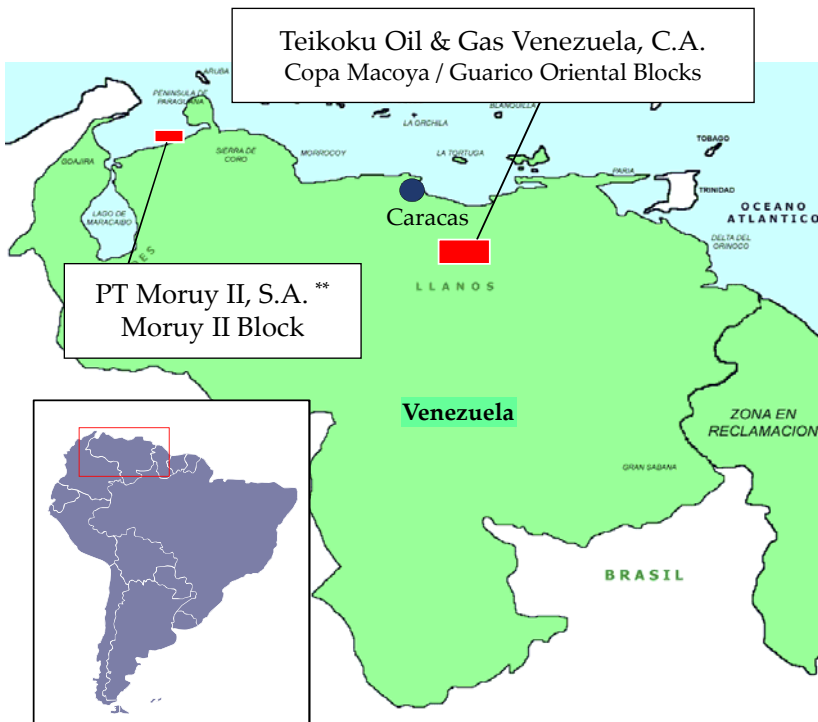 Teikoku Oil & Gas Venezuela, C.A.
Copa Macoya / Guarico Oriental Blocks
ARUBA
PENINSULA DE
PARAGUANA
LA ORCHILA
BLANQUILLA
GOAJIRA
SIERRA DE
CORO
MORROCOY
LA TORTUGA
PARIA
TOBAGO
TRINIDAD
OCEANO
ATLANTICO
LAGO DE
MARACAIBO
Caracas
DELTA DEL
ORINOCO
PT Moruy II, S.A. **
Moruy II Block
LLANOS
Venezuela
ZONA EN
RECLAMACION
GRAN SABANA
BRASIL